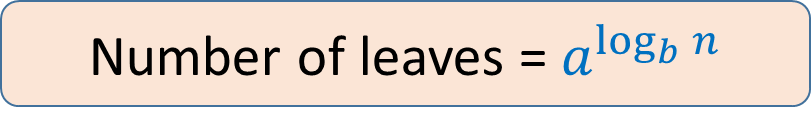 Number of leaves = a^{log_b n}